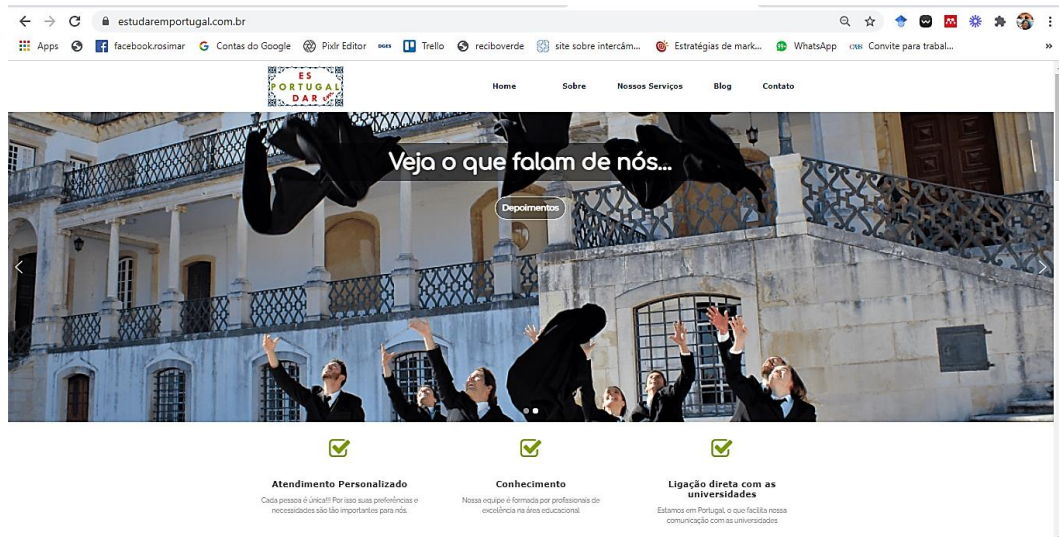 estudaremportugal.com.br
Apps facebook.rosimar Contas do Google Pixlr Editor DGES Trello reciboverde site sobre intercâm... Estratégias de mark... WhatsApp Convite para trabal... »
ES
PORTUGAL
DAR
Home Sobre Nossos Serviços Blog Contato
Veja o que falam de nós...
Depoimentos
Atendimento Personalizado
Cada pessoa é única!!! Por isso suas preferências e
necessidades são tão importantes para nós.
Conhecimento
Nossa equipe é formada por profissionais de
excelência na área educacional
Ligação direta com as
universidades
Estamos em Portugal, o que facilita nossa
comunicação com as universidades